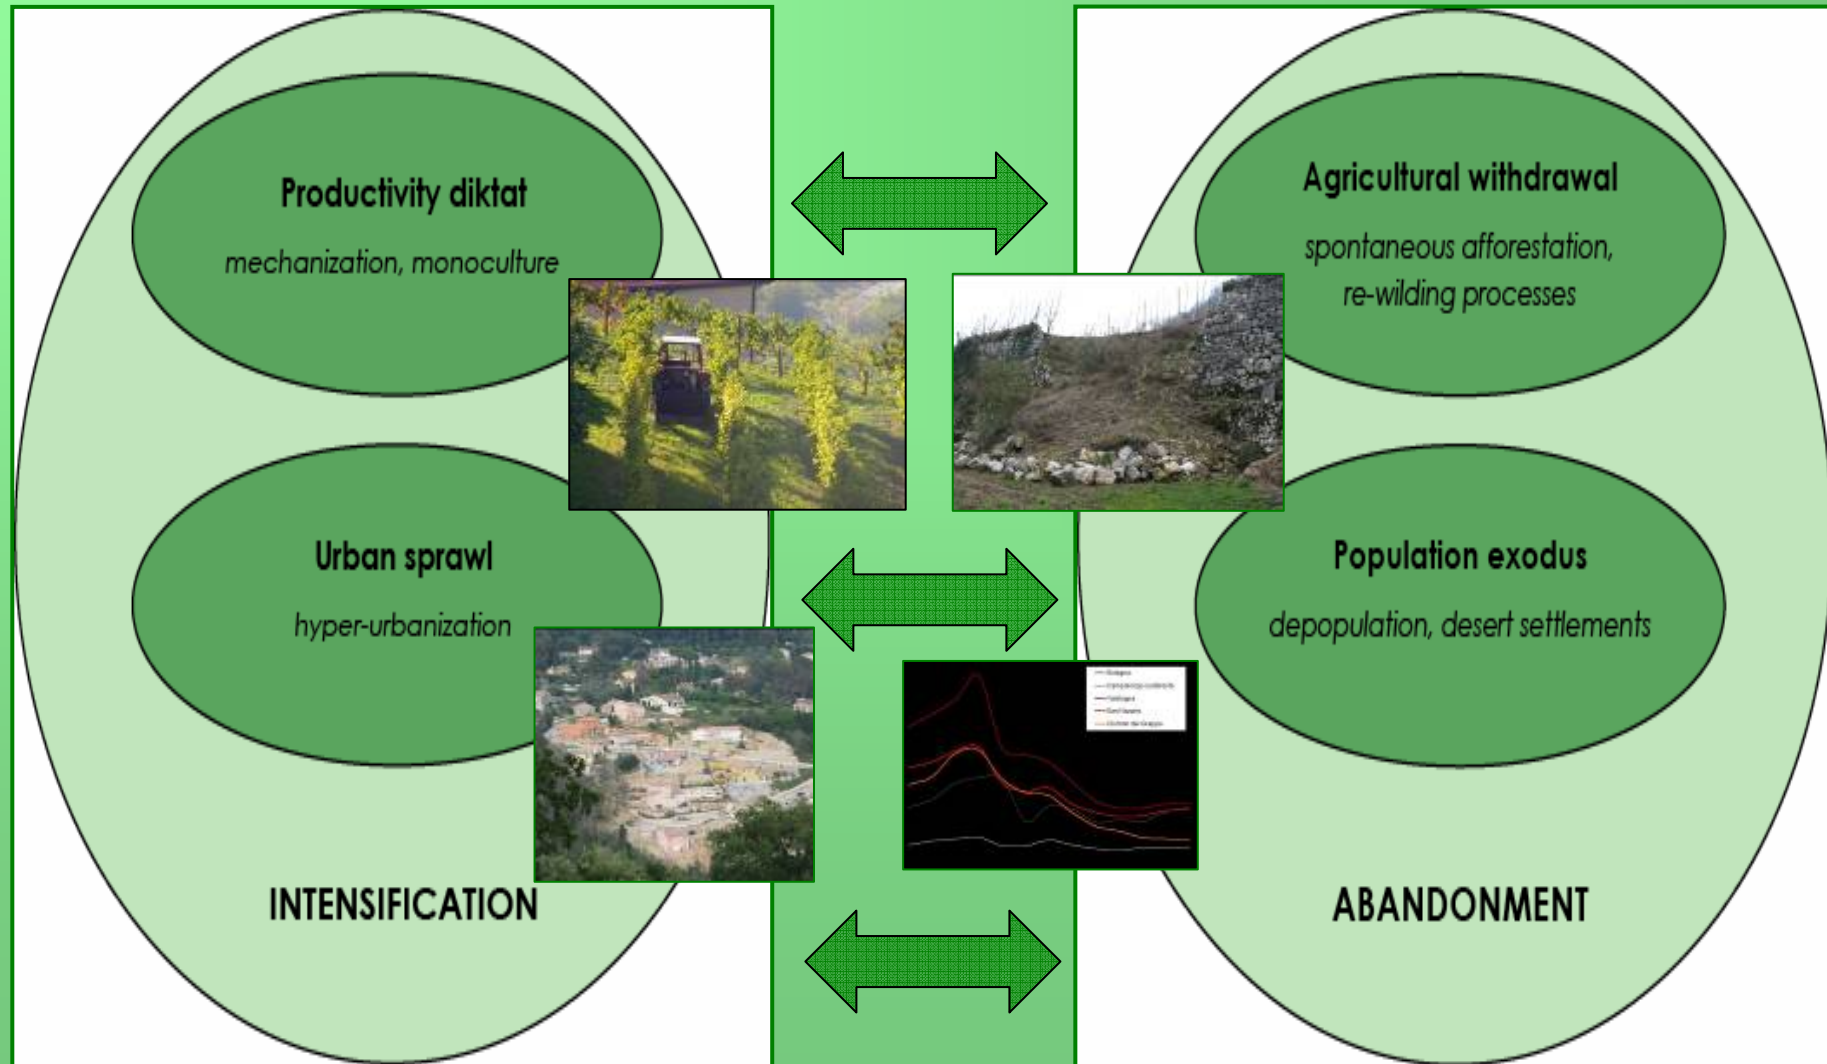 Productivity diktat
mechanization, monoculture
Urban sprawl
hyper-urbanization
INTENSIFICATION
Agricultural withdrawal
spontaneous afforestation,
re-wilding processes
Population exodus
depopulation, desert settlements
ABANDONMENT